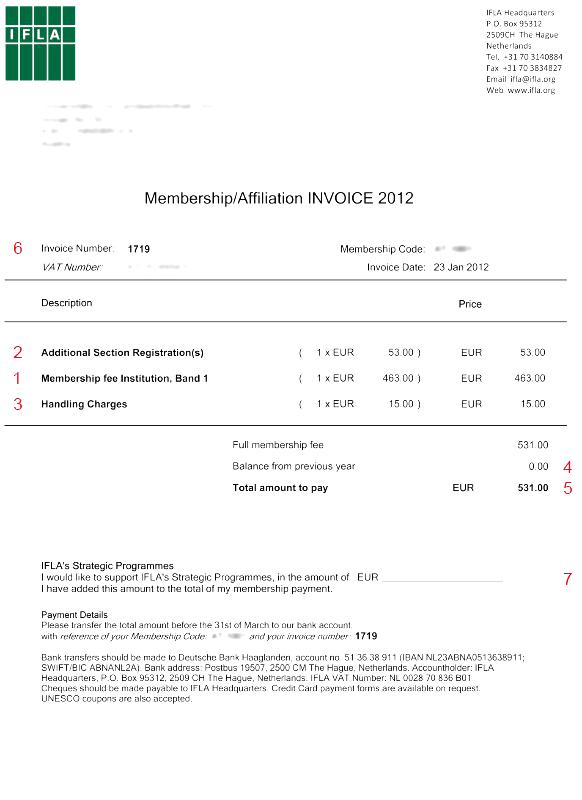 IFLA
IFLA Headquarters
P.O. Box 95312
2509CH The Hague
Netherlands
Tel. +31 70 3140884
Fax +31 70 3834827
Email ifla@ifla.org
Web www.ifla.org
Membership/Affiliation INVOICE 2012
6 Invoice Number: 1719 Membership Code:
VAT Number: Invoice Date: 23 Jan 2012
Description Price
2 Additional Section Registration(s) ( 1 x EUR 53.00 ) EUR 53.00
1 Membership fee Institution, Band 1 ( 1 x EUR 463.00 ) EUR 463.00
3 Handling Charges ( 1 x EUR 15.00 ) EUR 15.00
Full membership fee 531.00
Balance from previous year 0.00 4
Total amount to pay EUR 531.00 5
IFLA's Strategic Programmes
I would like to support IFLA's Strategic Programmes, in the amount of EUR 7
I have added this amount to the total of my membership payment.
Payment Details
Please transfer the total amount before the 31st of March to our bank account
with reference of your Membership Code: and your invoice number: 1719
Bank transfers should be made to Deutsche Bank Haaglanden, account no. 51 36 38 911 (IBAN NL23ABNA0513638911;
SWIFT/BIC ABNANL2A). Bank address: Postbus 19507, 2500 CM The Hague, Netherlands. Accountholder: IFLA
Headquarters, P.O. Box 95312, 2509 CH The Hague, Netherlands. IFLA VAT Number: NL 0028 70 836 B01
Cheques should be made payable to IFLA Headquarters. Credit Card payment forms are available on request.
UNESCO coupons are also accepted.